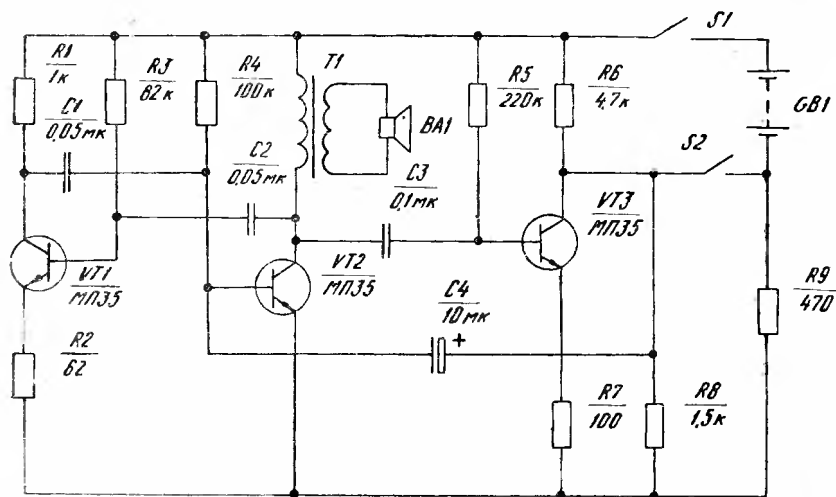 S1
R1
1к
R3
82к
R4
100к
T1
R5
220к
R6
4,7к
GB1
C1
0,05мк
BA1
C2
0,05мк
S2
C3
0,1мк
VT3
МП35
VT1
МП35
VT2
МП35
C4
10мк
+
R9
470
R2
62
R7
100
R8
1,5к